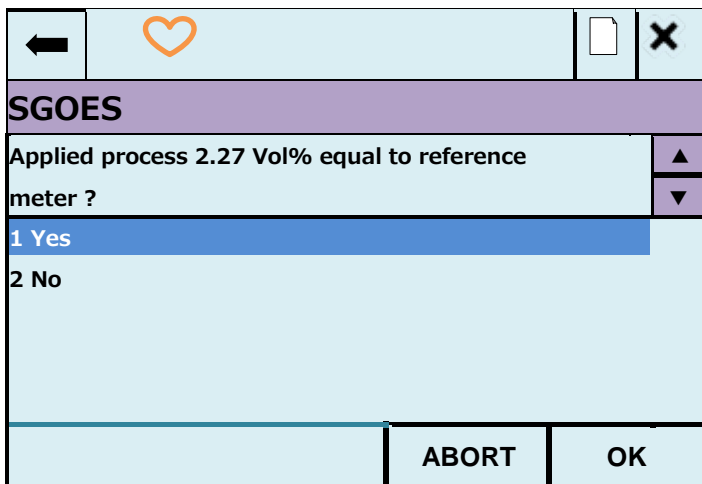 SGOES
Applied process 2.27 Vol% equal to reference
meter ?
1 Yes
2 No
ABORT
OK